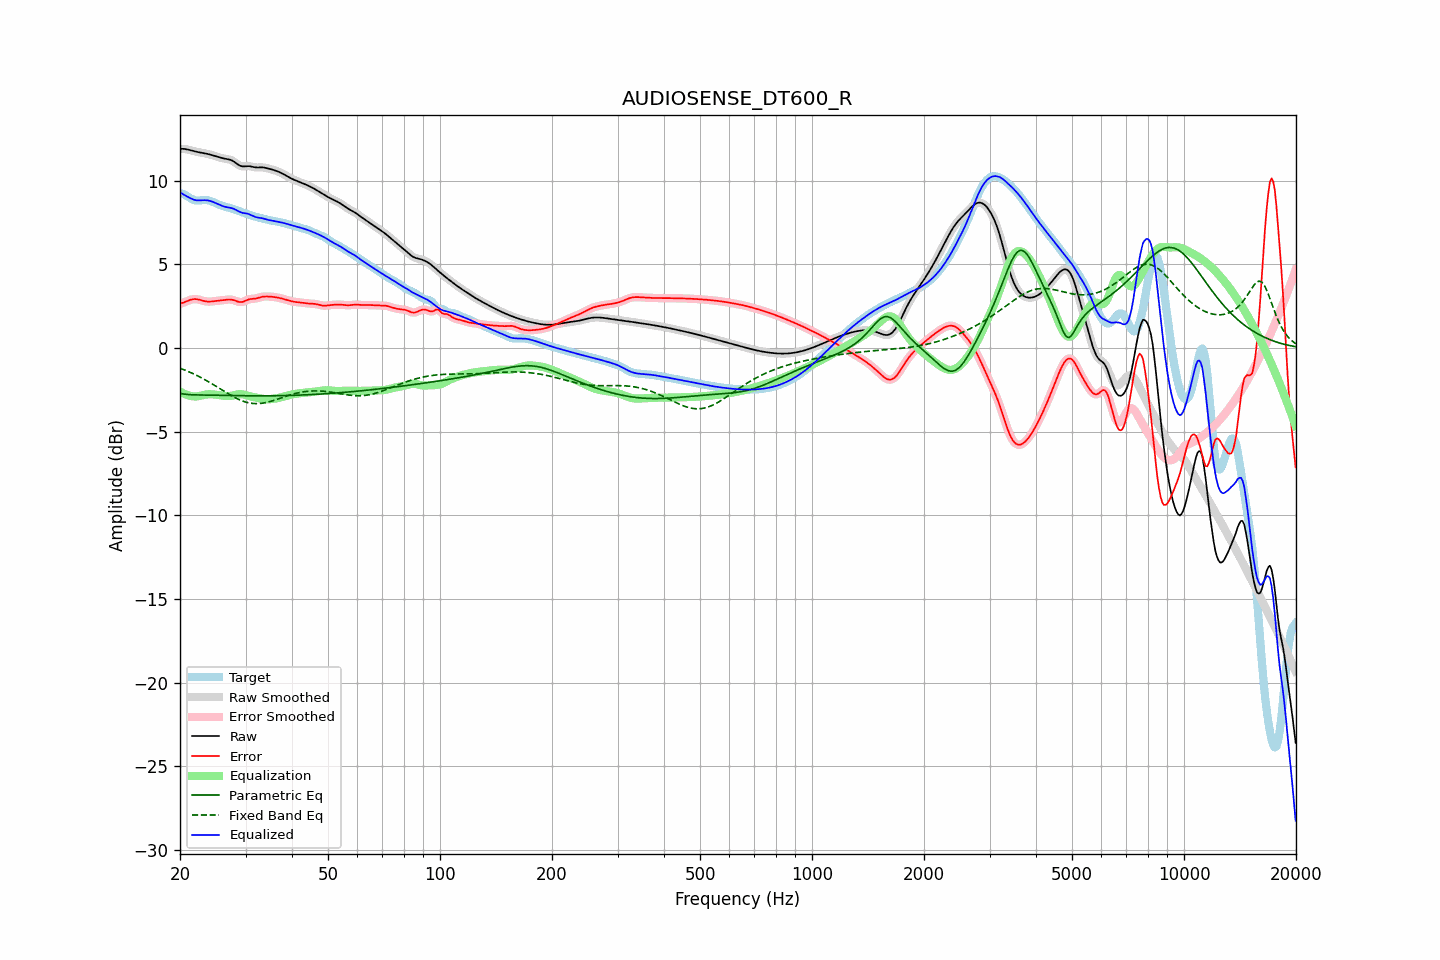 AUDIOSENSE_DT600_R
10
5
0
−5
−10
−15
−20
−25
−30
Amplitude (dBr)
Target
Raw Smoothed
Error Smoothed
Raw
Error
Equalization
Parametric Eq
Fixed Band Eq
Equalized
20 50 100 200 500 1000 2000 5000 10000 20000
Frequency (Hz)